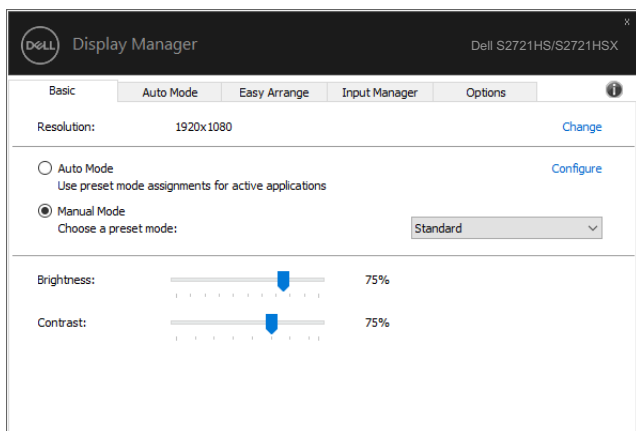 x
DELL Display Manager Dell S2721HS/S2721HSX
Basic Auto Mode Easy Arrange Input Manager Options i
Resolution: 1920x1080 Change
Auto Mode Configure
Use preset mode assignments for active applications
Manual Mode
Choose a preset mode: Standard
Brightness: 75%
Contrast: 75%